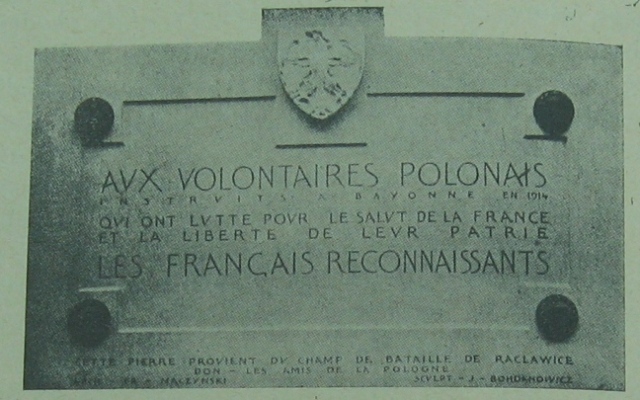 AVX VOLONTAIRES POLONAIS
INSTRVITS A BAYONNE EN 1914
QVI ONT LVTTE POVR LE SALVT DE LA FRANCE
ET LA LIBERTE DE LEVR PATRIE
LES FRANÇAIS RECONNAISSANTS
CETTE PIERRE PROVIENT DV CHAMP DE BATAILLE DE RACLAWICE
DON - LES AMIS DE LA POLOGNE
NACZYNSKI SCVLPT - J - BOHDANOWICZ